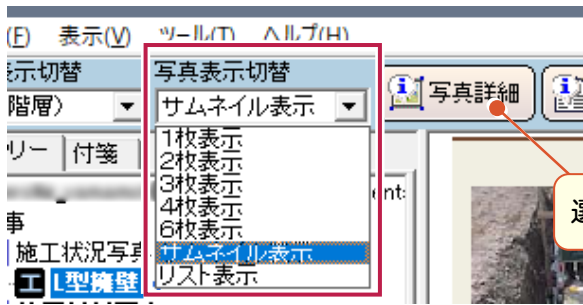 (F) 表示(V) ツール(T) ヘルプ(H)
表示切替
写真表示切替
階層)
サムネイル表示
写真詳細
リー
付箋
1枚表示
2枚表示
3枚表示
4枚表示
6枚表示
サムネイル表示
リスト表示
ent:
事
施工状況写真
工 L型擁壁